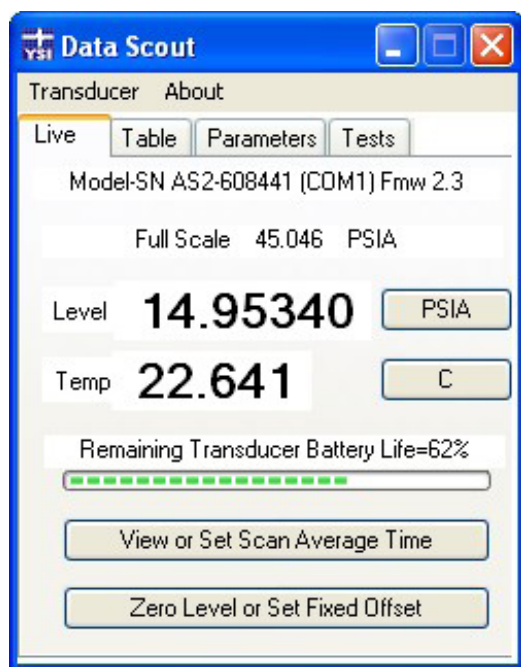 YSI Data Scout
Transducer About
Live Table Parameters Tests
Model-SN AS2-608441 (COM1) Fmw 2.3
Full Scale 45.046 PSIA
Level 14.95340 PSIA
Temp 22.641 C
Remaining Transducer Battery Life=62%
View or Set Scan Average Time
Zero Level or Set Fixed Offset